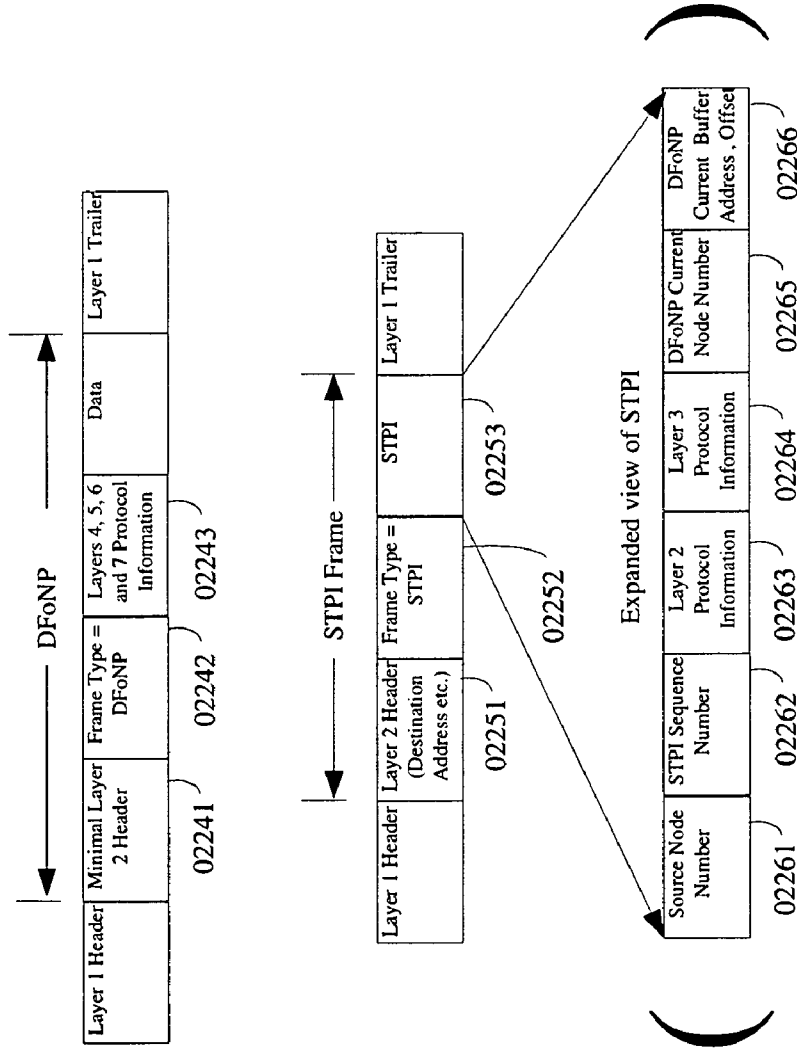 DFoNP
Layer 1 Header
Minimal Layer
2 Header
Frame Type =
DFoNP
Layers 4, 5, 6
and 7 Protocol
Information
Data
Layer 1 Trailer
02241
02242
02243
STPI Frame
Layer 1 Header
Layer 2 Header
(Destination
Address etc.)
Frame Type =
STPI
STPI
Layer 1 Trailer
02251
02252
02253
Expanded view of STPI
Source Node
Number
STPI Sequence
Number
Layer 2
Protocol
Information
Layer 3
Protocol
Information
DFoNP Current
Node Number
DFoNP
Current Buffer
Address , Offset
02261
02262
02263
02264
02265
02266